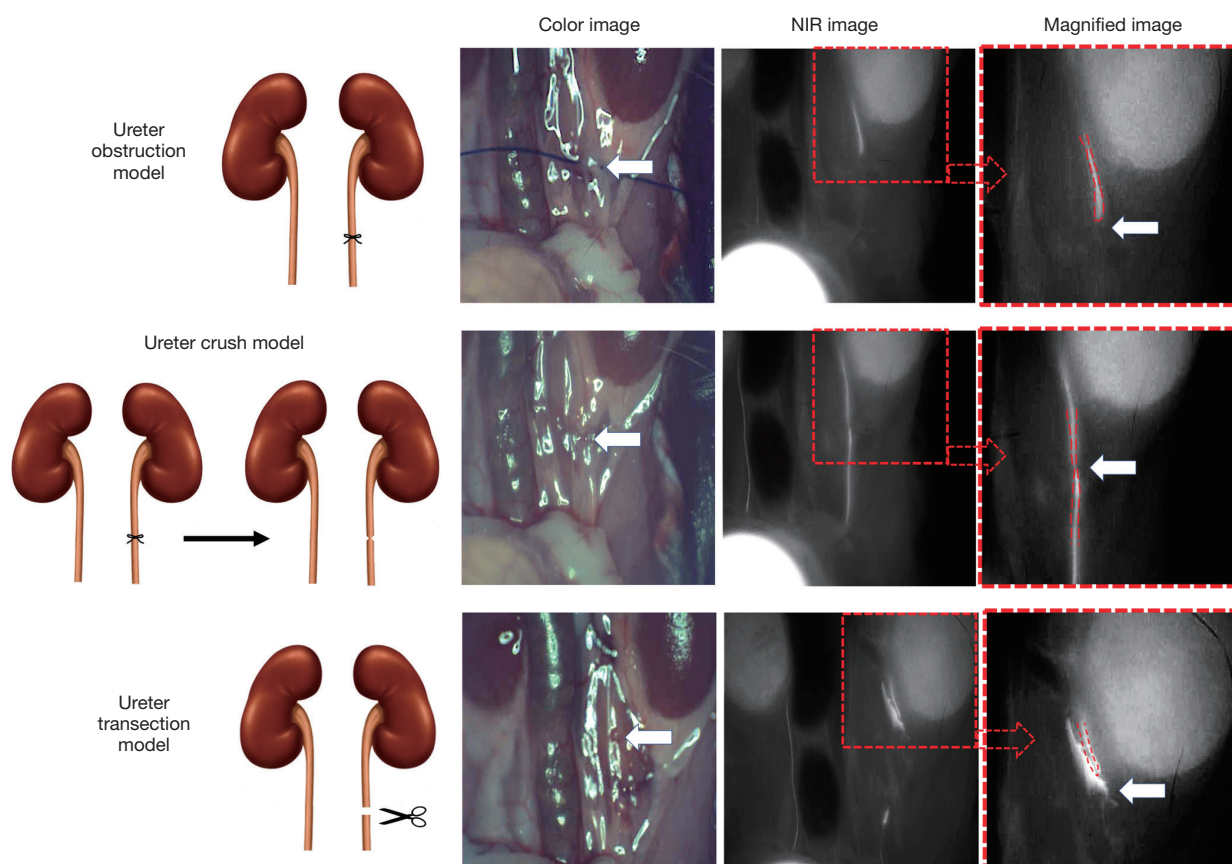 Color image
NIR image
Magnified image
Ureter
obstruction
model
Ureter crush model
Ureter
transection
model